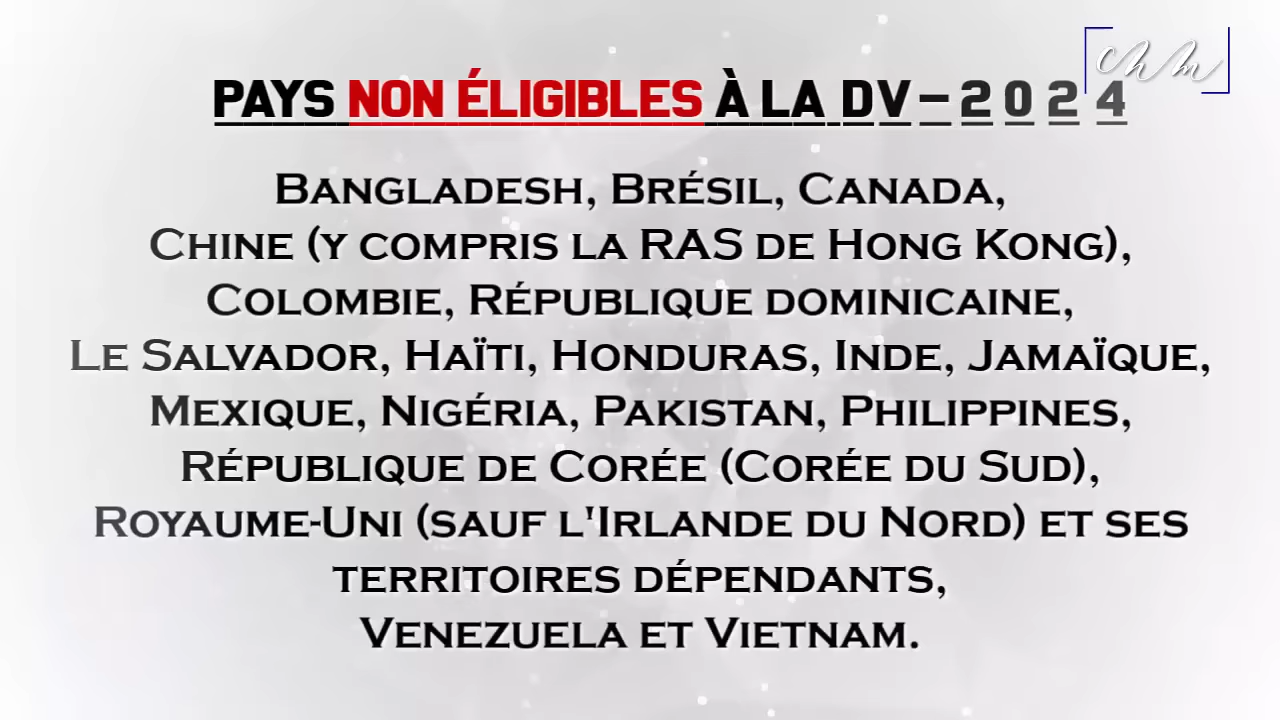 chm
PAYS NON ÉLIGIBLES À LA DV-2024
Bangladesh, Brésil, Canada,
Chine (y compris la RAS de Hong Kong),
Colombie, République dominicaine,
Le Salvador, Haïti, Honduras, Inde, Jamaïque,
Mexique, Nigéria, Pakistan, Philippines,
République de Corée (Corée du Sud),
Royaume-Uni (sauf l'Irlande du Nord) et ses
territoires dépendants,
Venezuela et Vietnam.